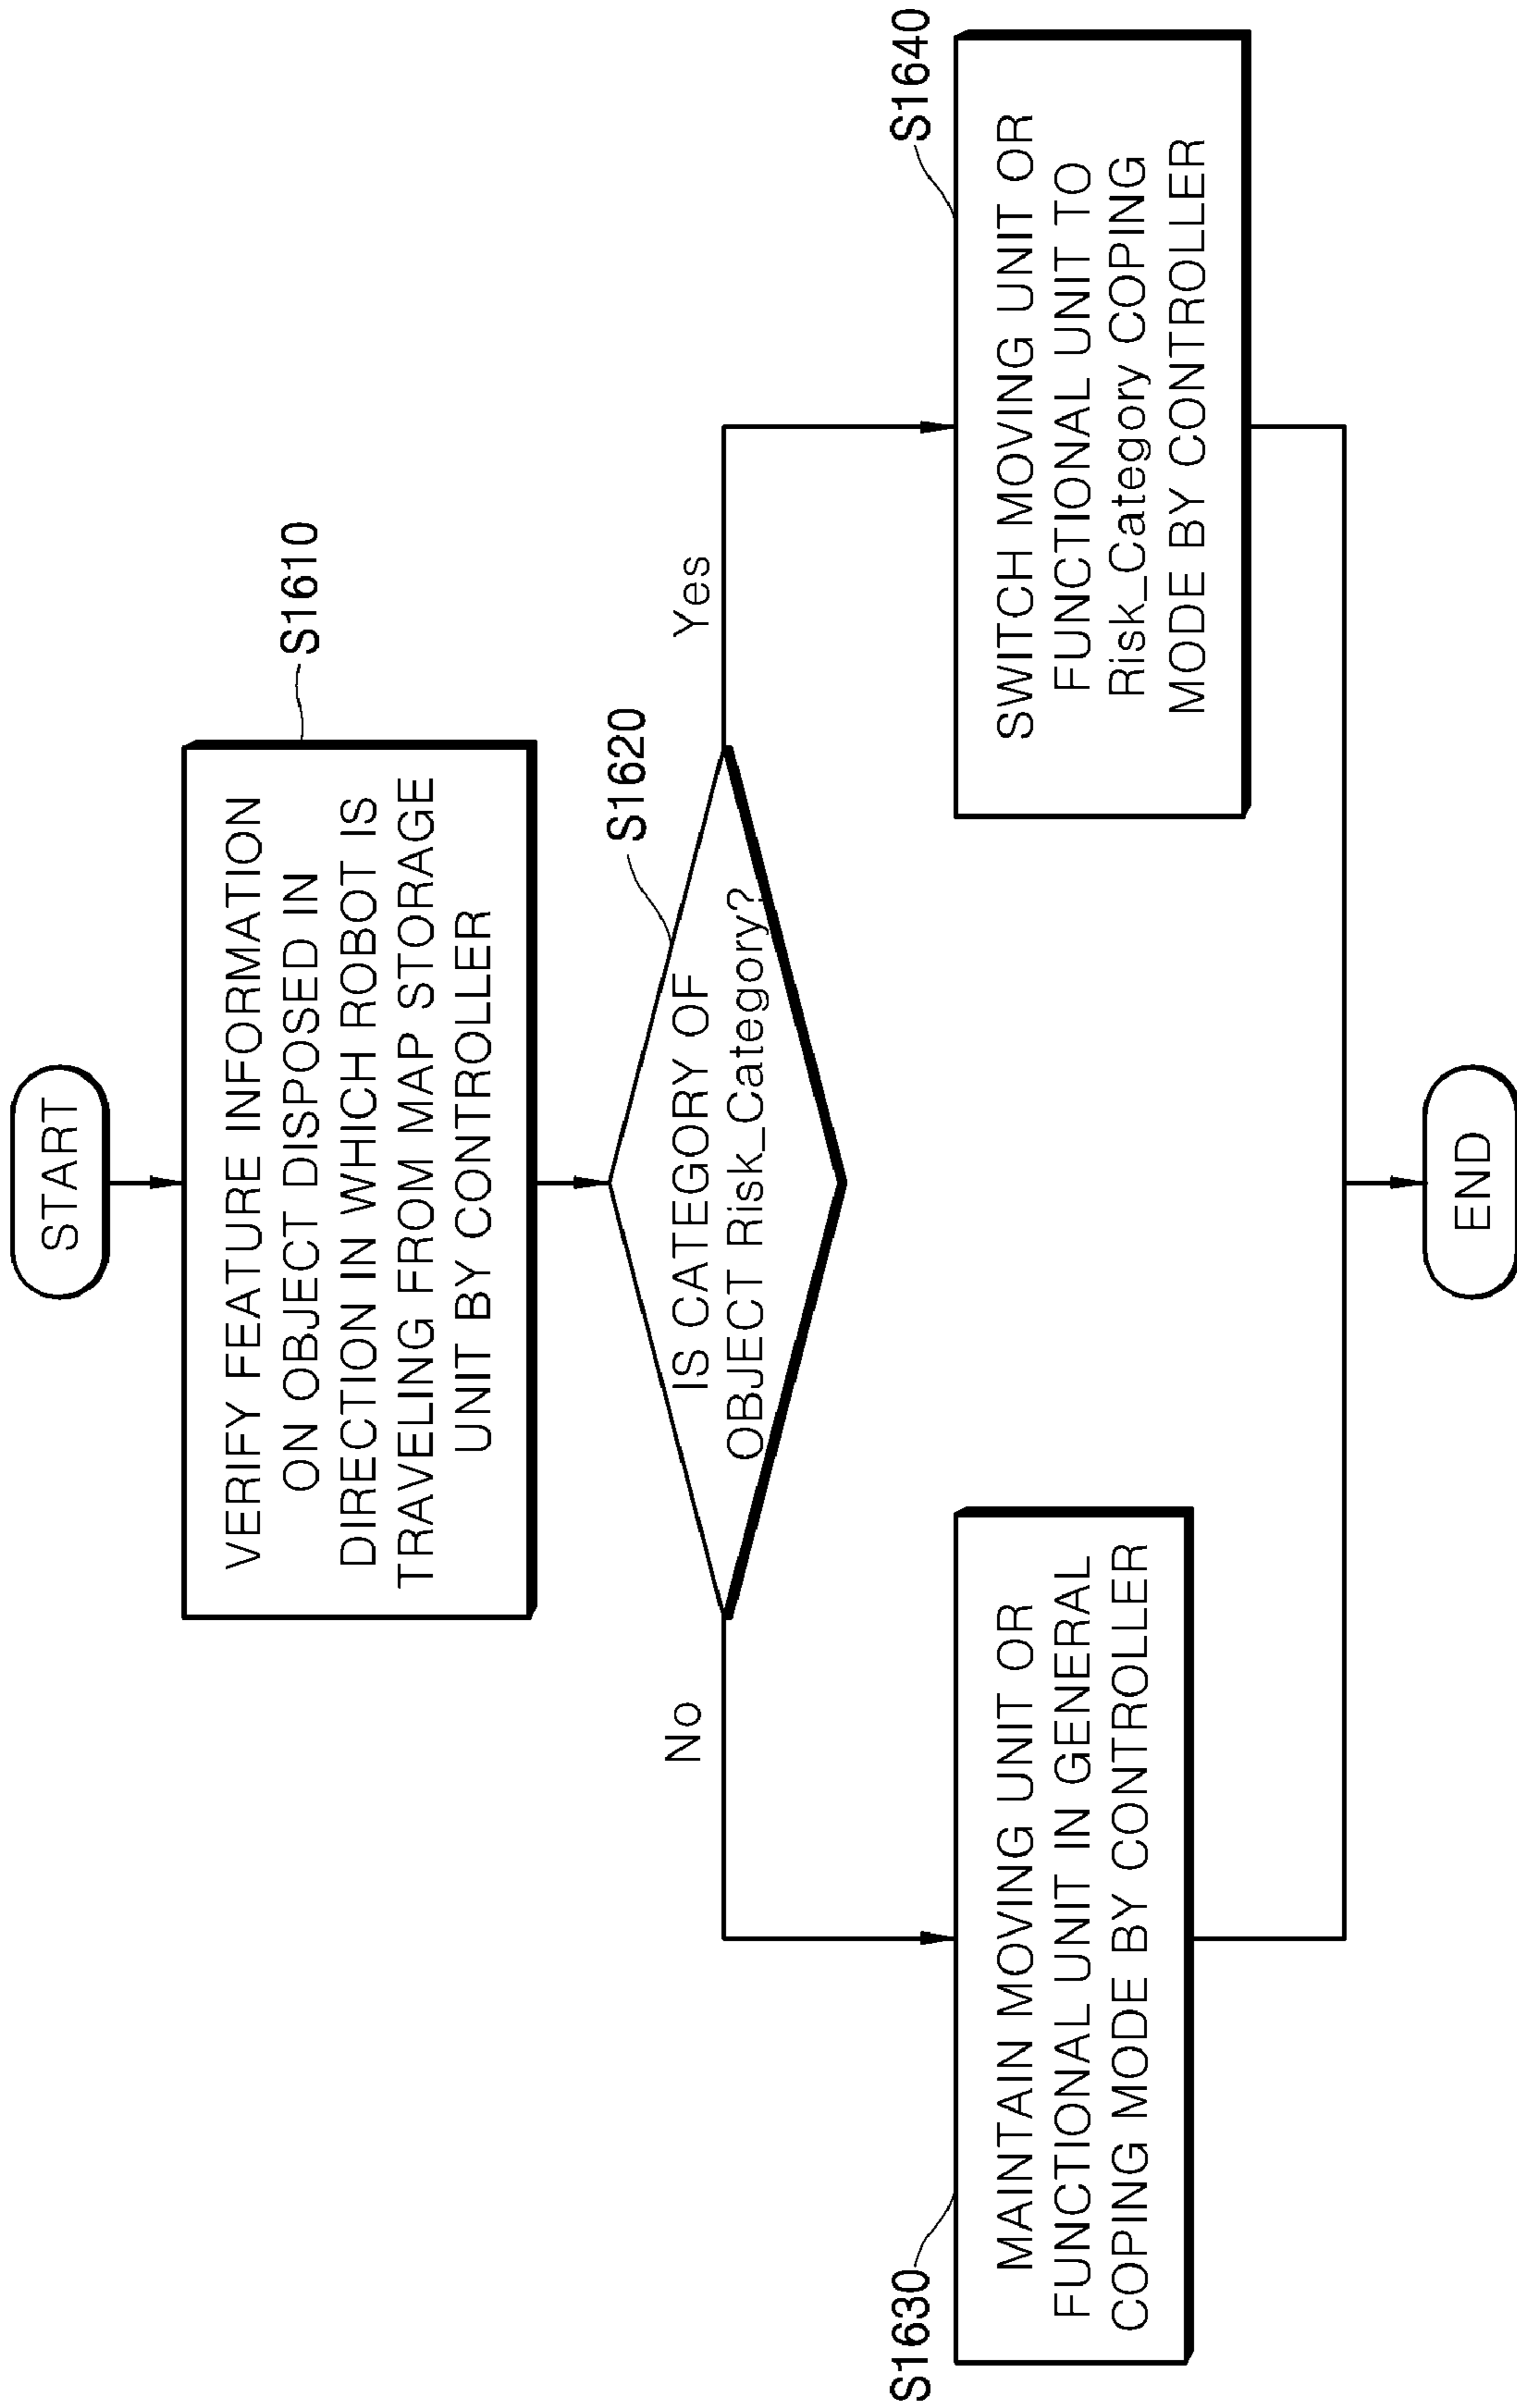 START
S1610
VERIFY FEATURE INFORMATION
ON OBJECT DISPOSED IN
DIRECTION IN WHICH ROBOT IS
TRAVELING FROM MAP STORAGE
UNIT BY CONTROLLER
S1620
IS CATEGORY OF
OBJECT Risk_Category?
No
Yes
S1630
MAINTAIN MOVING UNIT OR
FUNCTIONAL UNIT IN GENERAL
COPING MODE BY CONTROLLER
S1640
SWITCH MOVING UNIT OR
FUNCTIONAL UNIT TO
Risk_Category COPING
MODE BY CONTROLLER
END